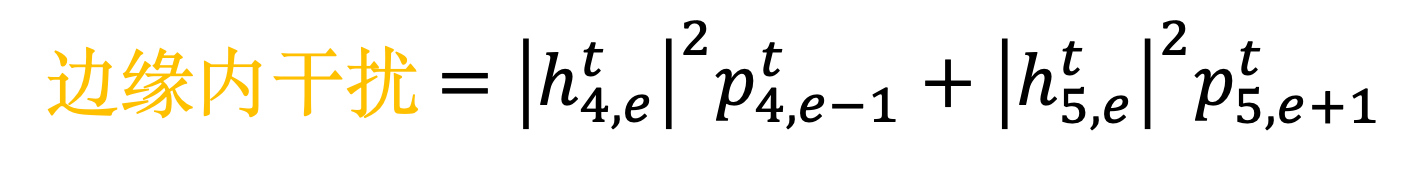 边缘内干扰 = |h^t_{4,e}|^2 p^t_{4,e−1} + |h^t_{5,e}|^2 p^t_{5,e+1}